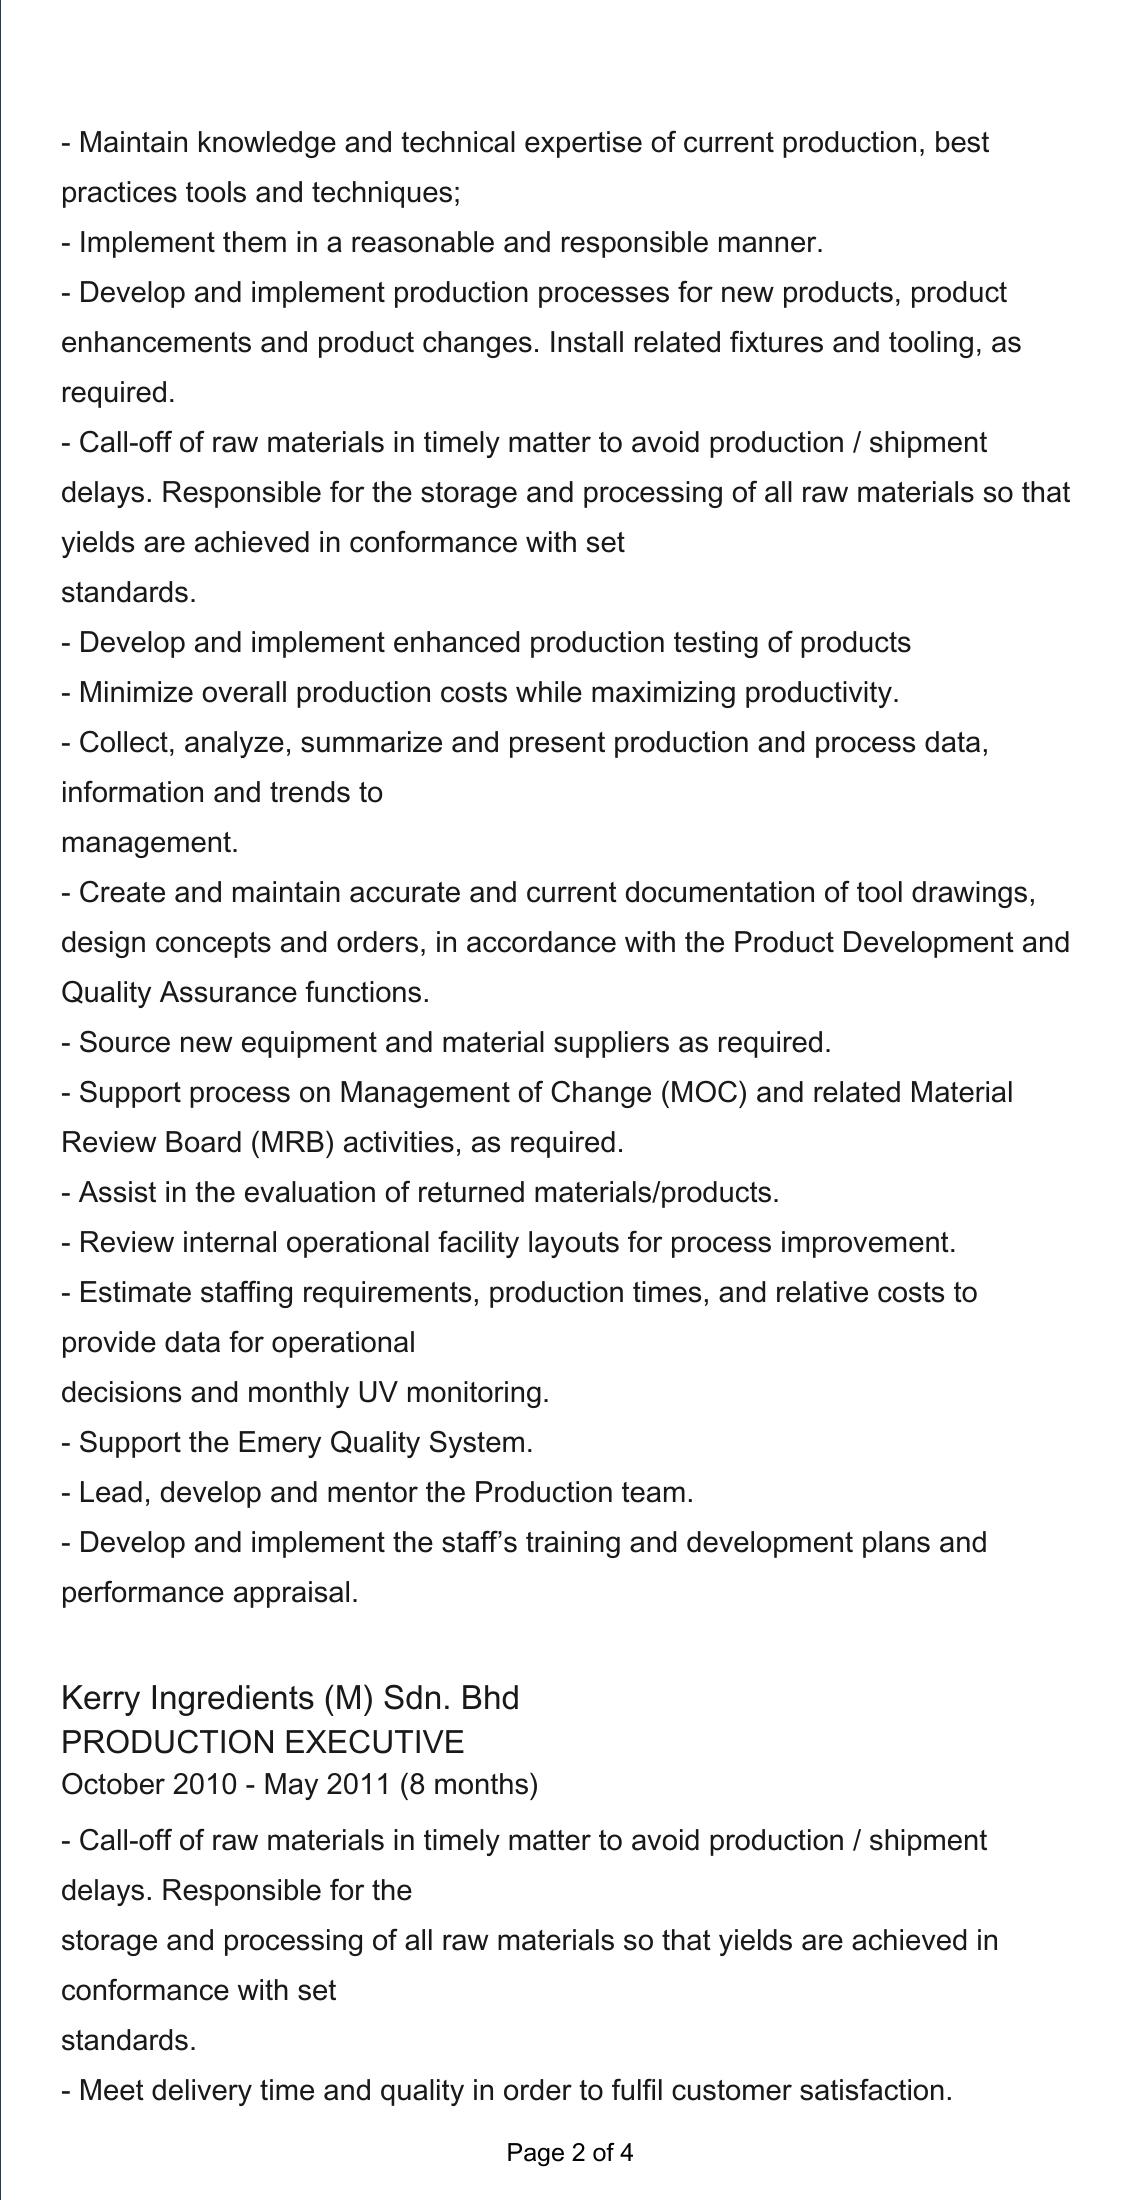 - Maintain knowledge and technical expertise of current production, best
practices tools and techniques;
- Implement them in a reasonable and responsible manner.
- Develop and implement production processes for new products, product
enhancements and product changes. Install related fixtures and tooling, as
required.
- Call-off of raw materials in timely matter to avoid production / shipment
delays. Responsible for the storage and processing of all raw materials so that
yields are achieved in conformance with set
standards.
- Develop and implement enhanced production testing of products
- Minimize overall production costs while maximizing productivity.
- Collect, analyze, summarize and present production and process data,
information and trends to
management.
- Create and maintain accurate and current documentation of tool drawings,
design concepts and orders, in accordance with the Product Development and
Quality Assurance functions.
- Source new equipment and material suppliers as required.
- Support process on Management of Change (MOC) and related Material
Review Board (MRB) activities, as required.
- Assist in the evaluation of returned materials/products.
- Review internal operational facility layouts for process improvement.
- Estimate staffing requirements, production times, and relative costs to
provide data for operational
decisions and monthly UV monitoring.
- Support the Emery Quality System.
- Lead, develop and mentor the Production team.
- Develop and implement the staff’s training and development plans and
performance appraisal.
Kerry Ingredients (M) Sdn. Bhd
PRODUCTION EXECUTIVE
October 2010 - May 2011 (8 months)
- Call-off of raw materials in timely matter to avoid production / shipment
delays. Responsible for the
storage and processing of all raw materials so that yields are achieved in
conformance with set
standards.
- Meet delivery time and quality in order to fulfil customer satisfaction.
Page 2 of 4